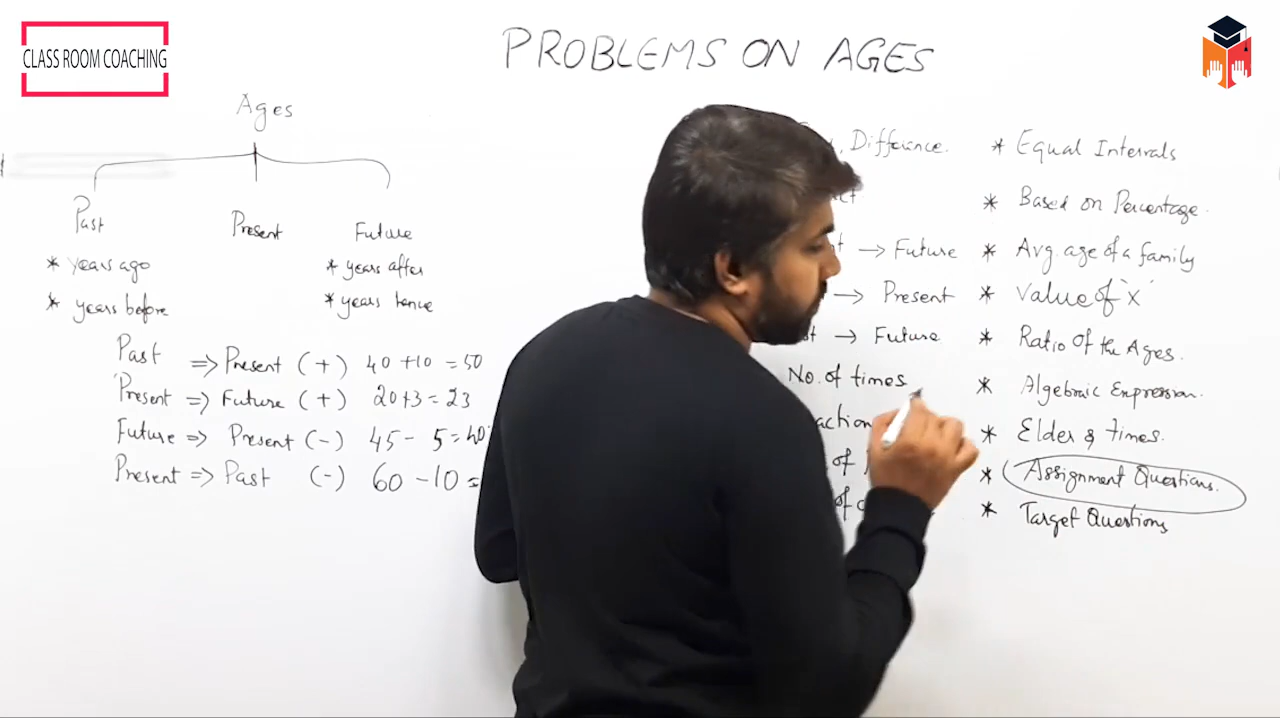 CLASS ROOM COACHING
PROBLEMS ON AGES
Ages
Past Present Future
* years ago
* years before
* years after
* years hence
Past => Present (+) 40 + 10 = 50
Present => Future (+) 20 + 3 = 23
Future => Present (-) 45 - 5 = 40
Present => Past (-) 60 - 10 =
, Difference.
→ Future
→ Present
→ Future
No. of times
of
of
* Equal Intervals
* Based on Percentage.
* Avg. age of a family
* Value of "x"
* Ratio of the Ages.
* Algebraic Expression.
* Elder & times.
* Assignment Questions.
* Target Questions